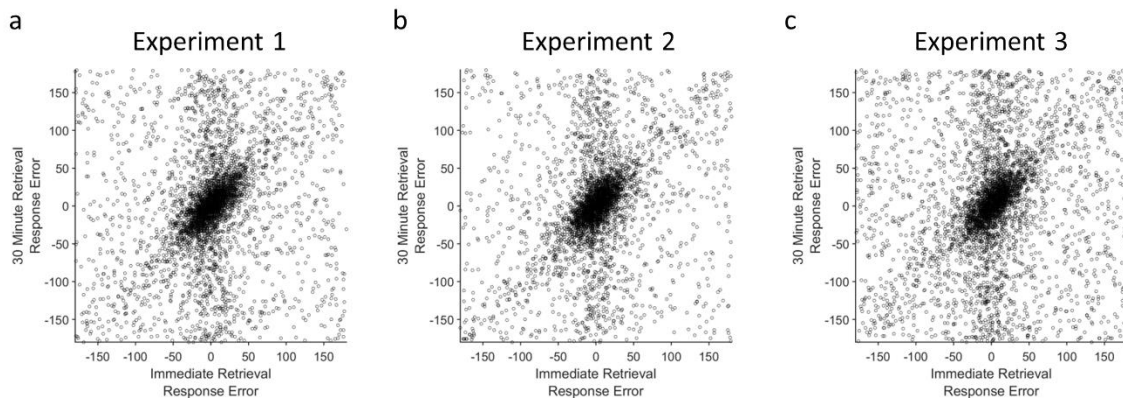 a
Experiment 1
30 Minute Retrieval
Response Error
150
100
50
0
-50
-100
-150
-150 -100 -50 0 50 100 150
Immediate Retrieval
Response Error
b
Experiment 2
30 Minute Retrieval
Response Error
150
100
50
0
-50
-100
-150
-150 -100 -50 0 50 100 150
Immediate Retrieval
Response Error
c
Experiment 3
30 Minute Retrieval
Response Error
150
100
50
0
-50
-100
-150
-150 -100 -50 0 50 100 150
Immediate Retrieval
Response Error